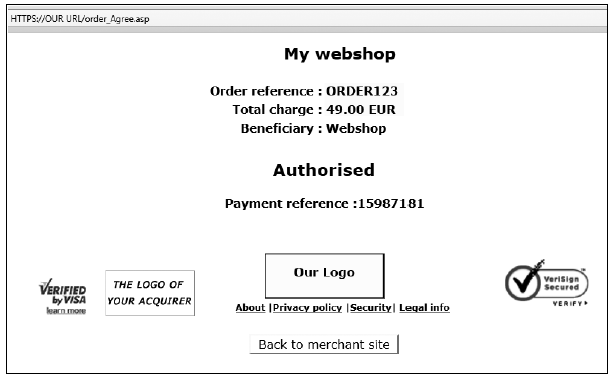 HTTPS://OUR URL/order_Agree.asp
My webshop
Order reference : ORDER123
Total charge : 49.00 EUR
Beneficiary : Webshop
Authorised
Payment reference :15987181
VERIFIED
by VISA
learn more
THE LOGO OF
YOUR ACQUIRER
Our Logo
VeriSign
Secured
VERIFY
About |Privacy policy |Security| Legal info
Back to merchant site